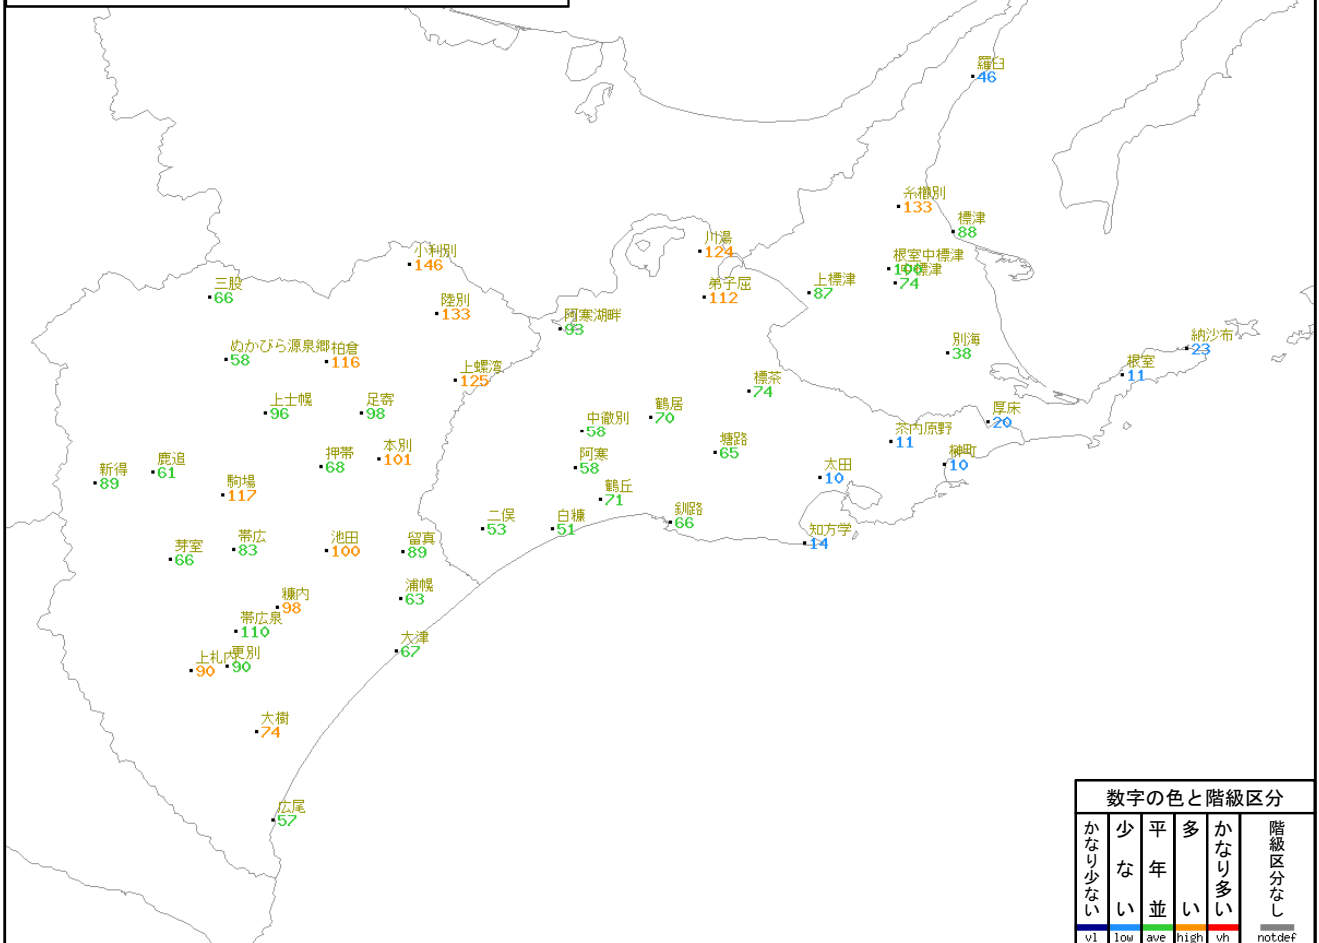 羅臼
46
糸櫛別
133
標津
88
川湯
124
小利別
146
根室中標津
中標津
74
三股
66
弟子屈
112
上標津
87
陸別
133
阿寒湖畔
93
別海
38
納沙布
23
ぬかびら源泉郷
58
柏倉
116
根室
11
上螺湾
125
標茶
74
上士幌
96
足寄
98
鶴居
70
厚床
20
中徹別
58
茶内原野
11
塘路
65
本別
101
押帯
68
榊町
10
阿寒
58
太田
10
鹿追
61
新得
89
駒場
117
鶴丘
71
二俣
53
白糠
51
釧路
66
知方学
14
帯広
83
芽室
66
池田
100
留真
89
浦幌
63
糠内
98
帯広泉
110
大津
67
上札内
90
更別
90
大樹
74
広尾
57
数字の色と階級区分
かなり少ない
少ない
平年並
多い
かなり多い
階級区分なし
vl
low
ave
high
vh
notdef